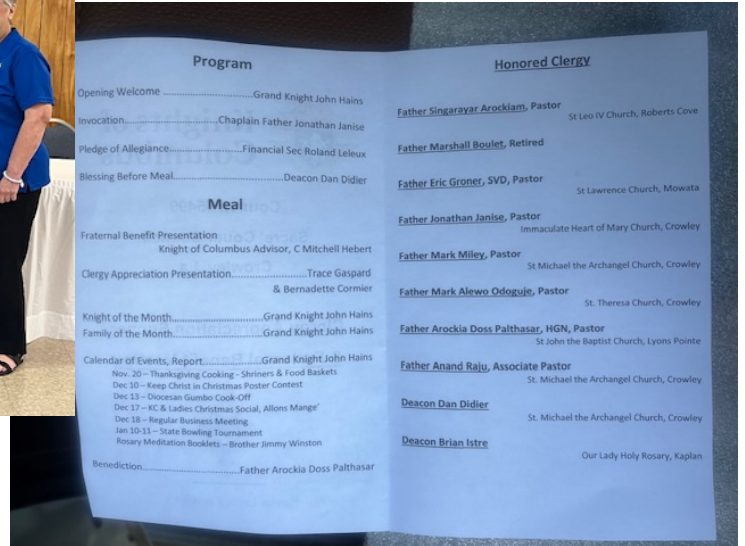 Program
Opening Welcome ........................Grand Knight John Hains
Invocation........................Chaplain Father Jonathan Janise
Pledge of Allegiance........................Financial Sec Roland Leleux
Blessing Before Meal........................Deacon Dan Didier
Meal
Fraternal Benefit Presentation
Knight of Columbus Advisor, C Mitchell Hebert
Clergy Appreciation Presentation.................Trace Gaspard
& Bernadette Cormier
Knight of the Month........................Grand Knight John Hains
Family of the Month........................Grand Knight John Hains
Calendar of Events, Report................Grand Knight John Hains
Nov. 20 – Thanksgiving Cooking - Shriners & Food Baskets
Dec 10 – Keep Christ in Christmas Poster Contest
Dec 13 – Diocesan Gumbo Cook-Off
Dec 17 – KC & Ladies Christmas Social, Allons Mange'
Dec 18 – Regular Business Meeting
Jan 10-11 – State Bowling Tournament
Rosary Meditation Booklets – Brother Jimmy Winston
Benediction........................Father Arockia Doss Palthasar
Honored Clergy
Father Singarayar Arockiam, Pastor
St Leo IV Church, Roberts Cove
Father Marshall Boulet, Retired
Father Eric Groner, SVD, Pastor
St Lawrence Church, Mowata
Father Jonathan Janise, Pastor
Immaculate Heart of Mary Church, Crowley
Father Mark Miley, Pastor
St Michael the Archangel Church, Crowley
Father Mark Alewo Odoguje, Pastor
St. Theresa Church, Crowley
Father Arockia Doss Palthasar, HGN, Pastor
St John the Baptist Church, Lyons Pointe
Father Anand Raju, Associate Pastor
St. Michael the Archangel Church, Crowley
Deacon Dan Didier
St. Michael the Archangel Church, Crowley
Deacon Brian Istre
Our Lady Holy Rosary, Kaplan